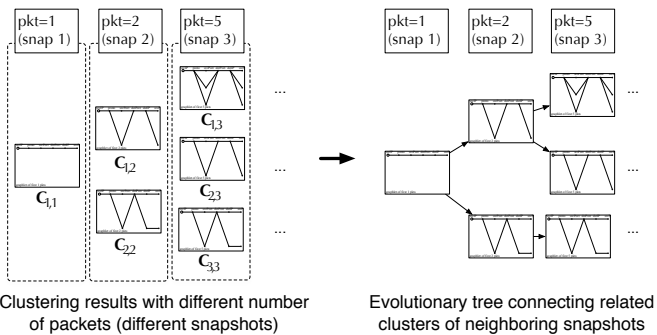 pkt=1
(snap 1)
pkt=2
(snap 2)
pkt=5
(snap 3)
pkt=1
(snap 1)
pkt=2
(snap 2)
pkt=5
(snap 3)
C1,3
...
...
C1,2
C1,1
C2,3
...
...
C2,2
C3,3
...
...
Clustering results with different number
of packets (different snapshots)
Evolutionary tree connecting related
clusters of neighboring snapshots